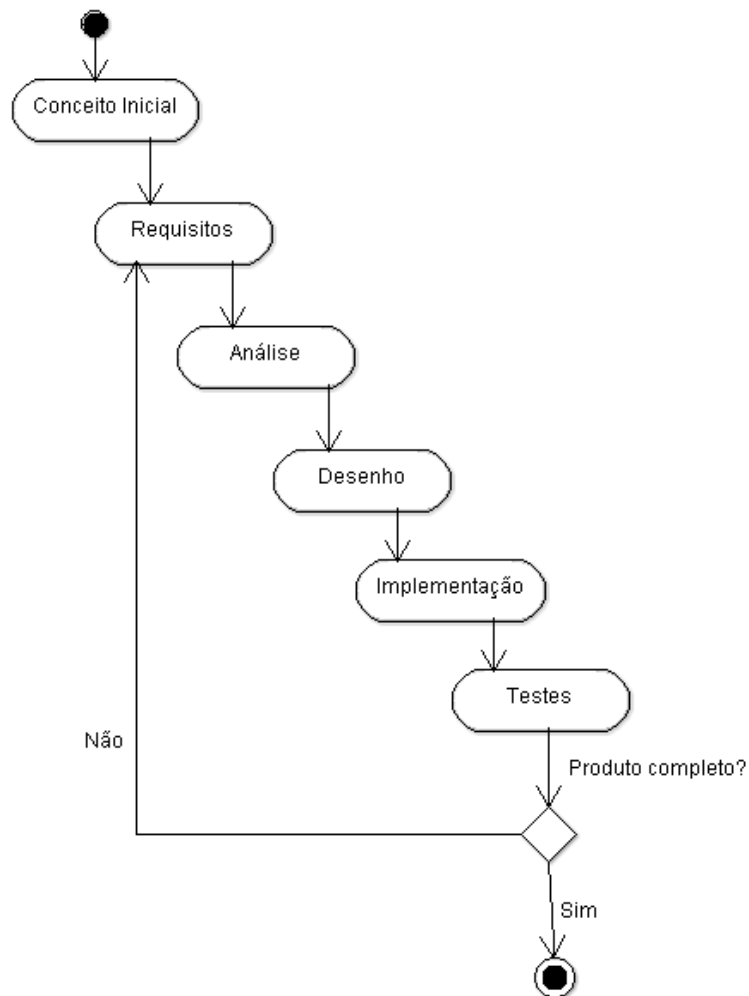 Conceito Inicial
Requisitos
Análise
Desenho
Implementação
Testes
Não
Produto completo?
Sim